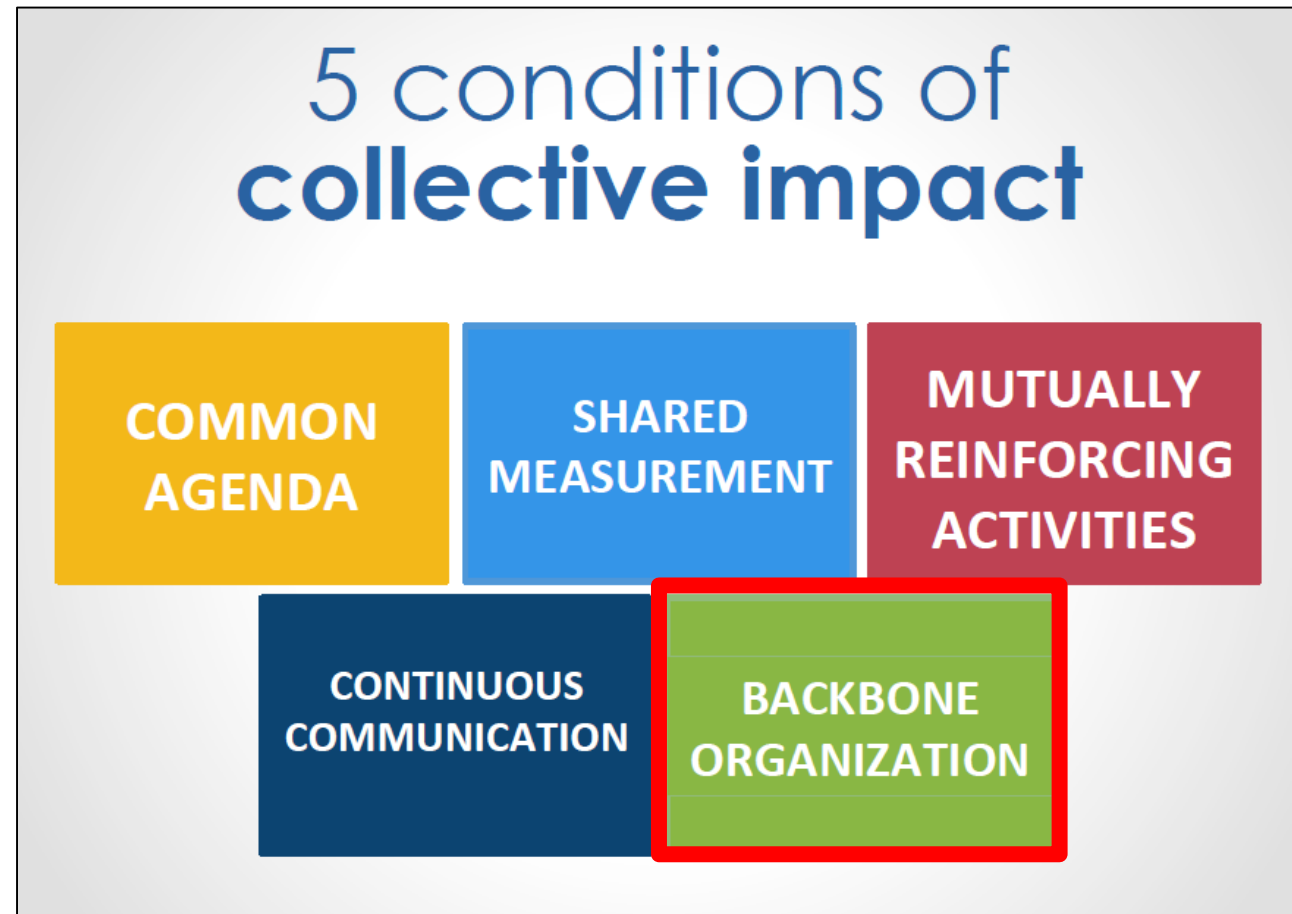 5 conditions of
collective impact
COMMON
AGENDA
SHARED
MEASUREMENT
MUTUALLY
REINFORCING
ACTIVITIES
CONTINUOUS
COMMUNICATION
BACKBONE
ORGANIZATION